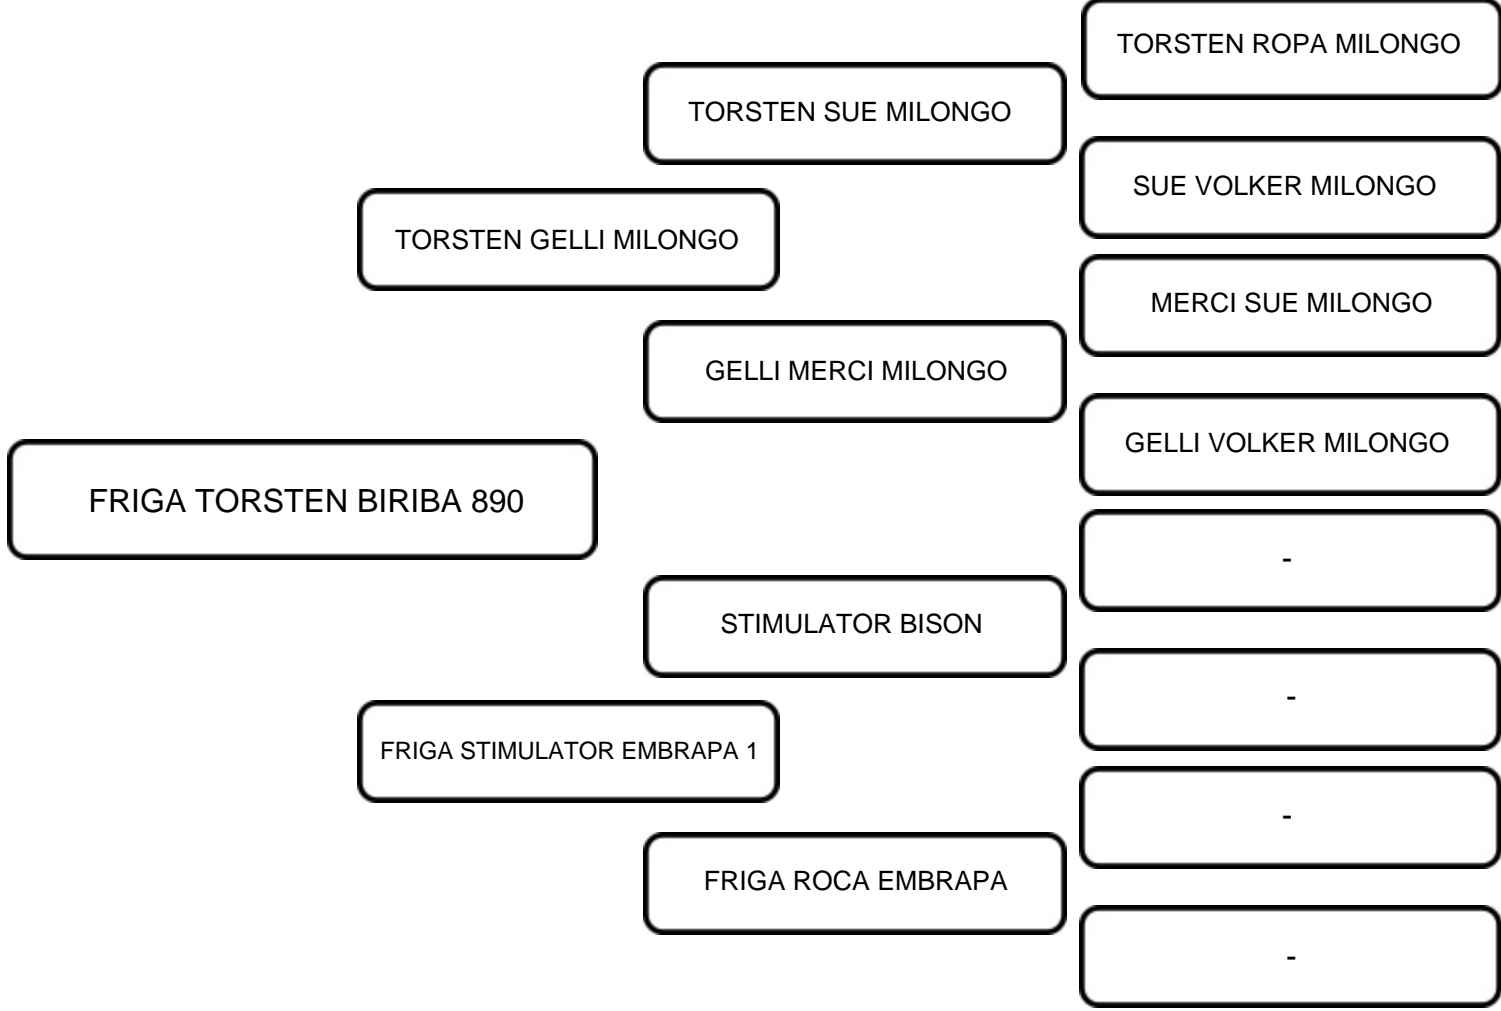 TORSTEN ROPA MILONGO
TORSTEN SUE MILONGO
SUE VOLKER MILONGO
TORSTEN GELLI MILONGO
MERCI SUE MILONGO
GELLI MERCI MILONGO
GELLI VOLKER MILONGO
FRIGA TORSTEN BIRIBA 890
-
STIMULATOR BISON
-
FRIGA STIMULATOR EMBRAPA 1
-
FRIGA ROCA EMBRAPA
-